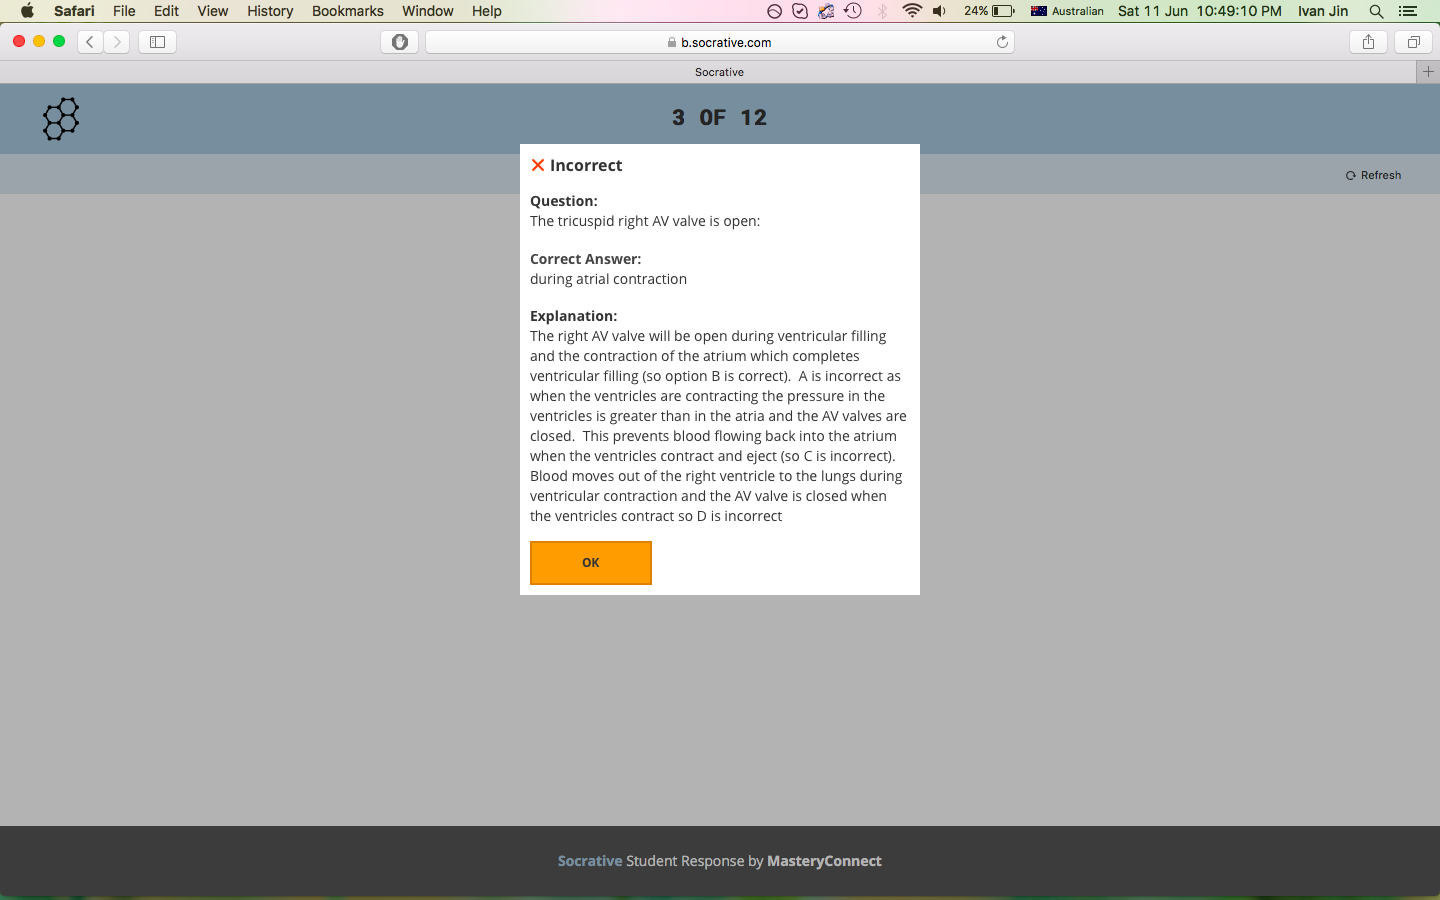 Safari File Edit View History Bookmarks Window Help 24% Australian Sat 11 Jun 10:49:10 PM Ivan Jin
b.socrative.com
Socrative
3 OF 12
Refresh
Incorrect
Question:
The tricuspid right AV valve is open:
Correct Answer:
during atrial contraction
Explanation:
The right AV valve will be open during ventricular filling
and the contraction of the atrium which completes
ventricular filling (so option B is correct).  A is incorrect as
when the ventricles are contracting the pressure in the
ventricles is greater than in the atria and the AV valves are
closed.  This prevents blood flowing back into the atrium
when the ventricles contract and eject (so C is incorrect).
Blood moves out of the right ventricle to the lungs during
ventricular contraction and the AV valve is closed when
the ventricles contract so D is incorrect
OK
Socrative Student Response by MasteryConnect